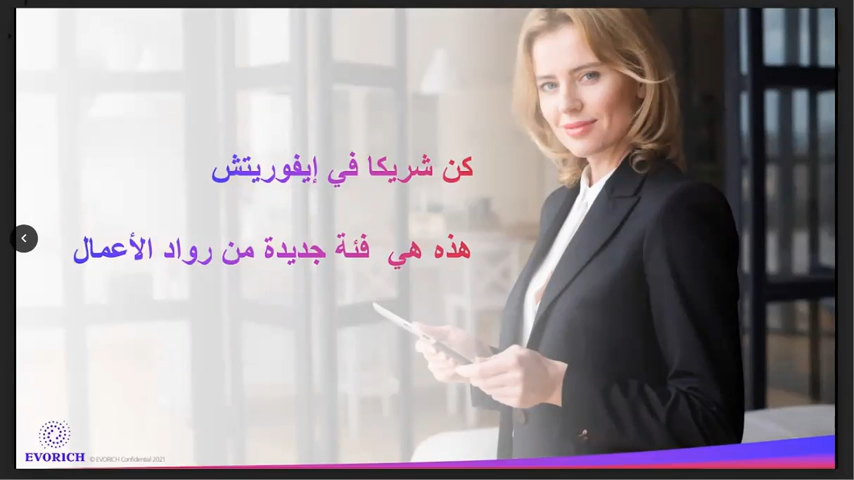 كن شريكا في إيفوريتش
هذه هي فئة جديدة من رواد الأعمال
EVORICH
© EVORICH Confidential 2021